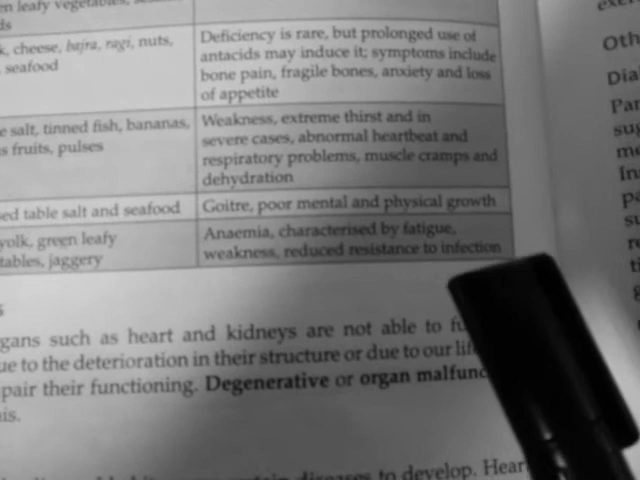 en leafy vegetables,
ds
k, cheese, bajra, ragi, nuts,
seafood
Deficiency is rare, but prolonged use of
antacids may induce it; symptoms include
bone pain, fragile bones, anxiety and loss
of appetite
e salt, tinned fish, bananas,
s fruits, pulses
Weakness, extreme thirst and in
severe cases, abnormal heartbeat and
respiratory problems, muscle cramps and
dehydration
ed table salt and seafood
Goitre, poor mental and physical growth
yolk, green leafy
tables, jaggery
Anaemia, characterised by fatigue,
weakness, reduced resistance to infection
s
gans such as heart and kidneys are not able to fu
ue to the deterioration in their structure or due to our lif
pair their functioning. Degenerative or organ malfunc
is.
diseases to develop. Heart
Oth
Dia
Par
sug
me
In
pa
su